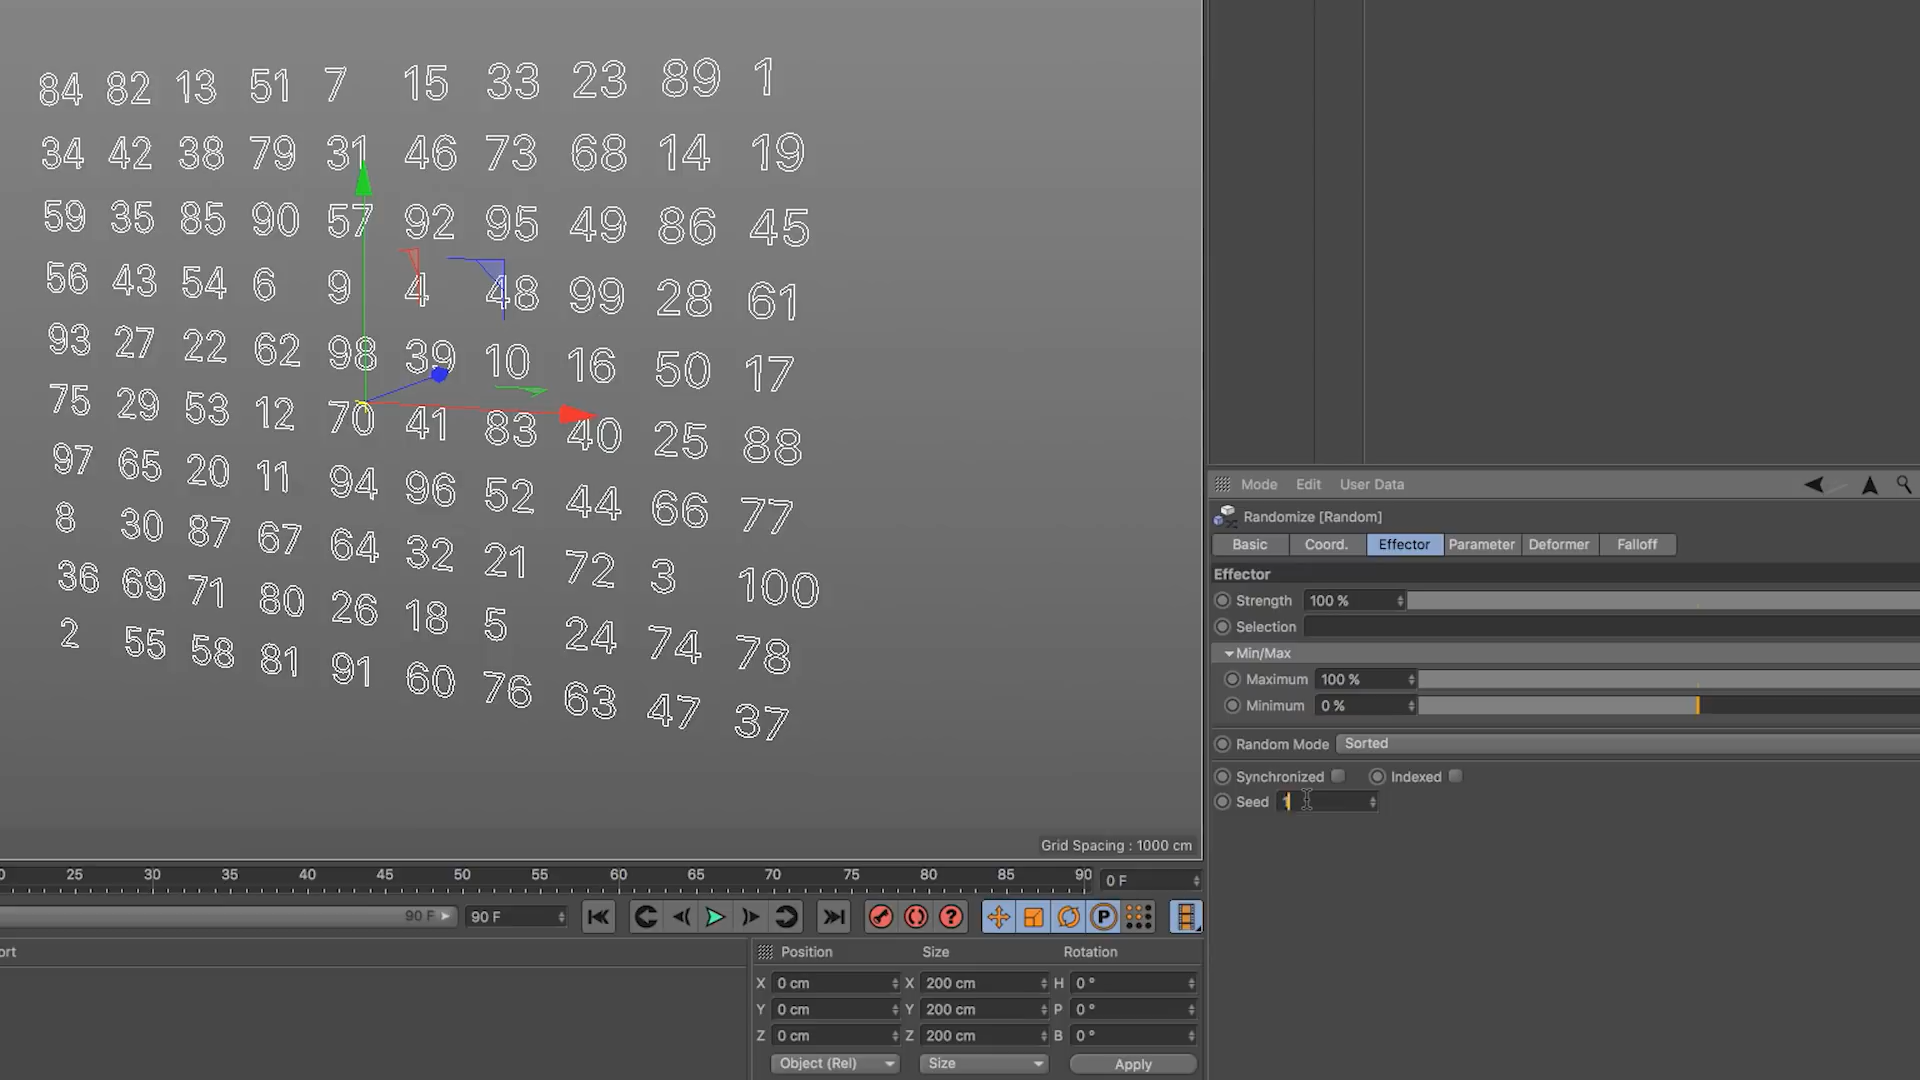 84 82 13 51 7 15 33 23 89 1
34 42 38 79 31 46 73 68 14 19
59 35 85 90 57 92 95 49 86 45
56 43 54 6 9 4 48 99 28 61
93 27 22 62 98 39 10 16 50 17
75 29 53 12 70 41 83 40 25 88
97 65 20 11 94 96 52 44 66 77
8 30 87 67 64 32 21 72 3 100
36 69 71 80 26 18 5 24 74 78
2 55 58 81 91 60 76 63 47 37
Grid Spacing : 1000 cm
Mode Edit User Data
Randomize [Random]
Basic Coord. Effector Parameter Deformer Falloff
Effector
Strength 100 %
Selection
Min/Max
Maximum 100 %
Minimum 0 %
Random Mode Sorted
Synchronized Indexed
Seed
0 25 30 35 40 45 50 55 60 65 70 75 80 85 90 0 F
90 F 90 F
P
?
ort
Position Size Rotation
X 0 cm X 200 cm H 0 °
Y 0 cm Y 200 cm P 0 °
Z 0 cm Z 200 cm B 0 °
Object (Rel) Size Apply